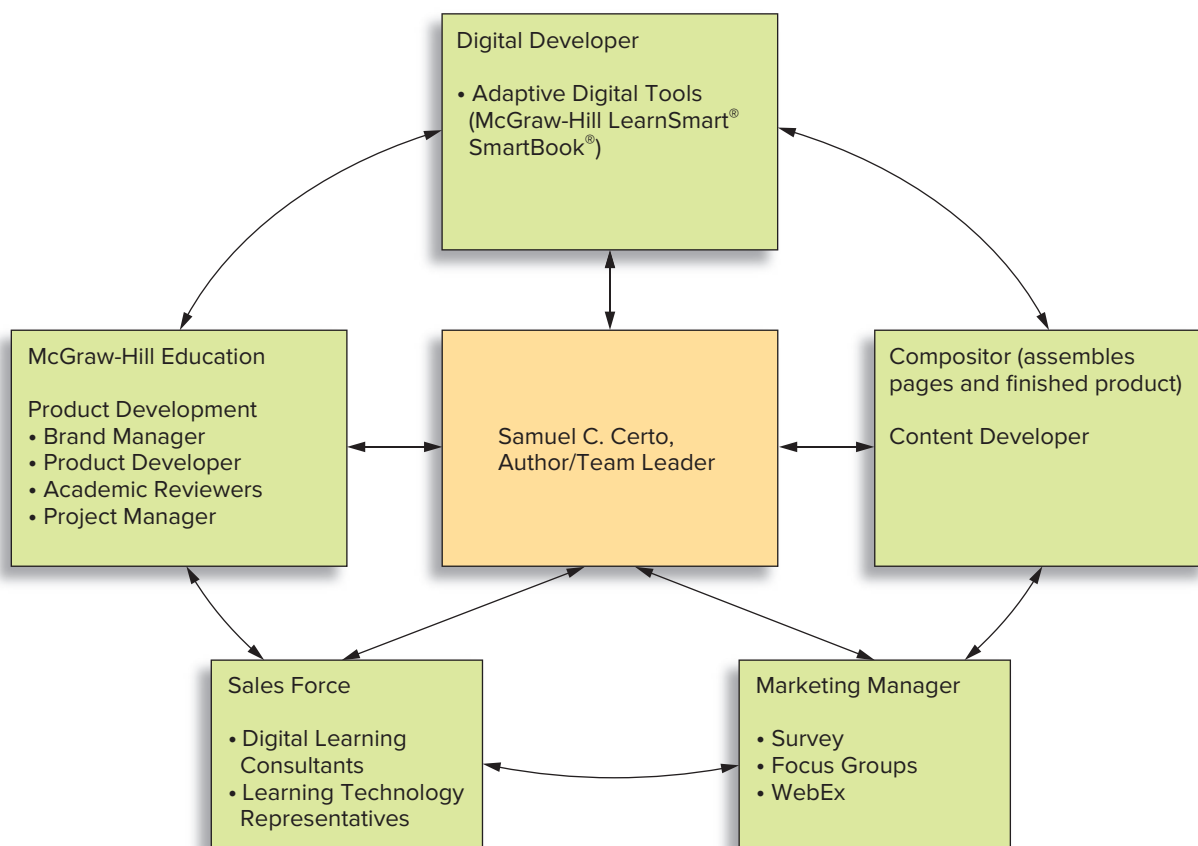 Digital Developer
• Adaptive Digital Tools
(McGraw-Hill LearnSmart®
SmartBook®)
McGraw-Hill Education
Product Development
• Brand Manager
• Product Developer
• Academic Reviewers
• Project Manager
Samuel C. Certo,
Author/Team Leader
Compositor (assembles
pages and finished product)
Content Developer
Sales Force
• Digital Learning
Consultants
• Learning Technology
Representatives
Marketing Manager
• Survey
• Focus Groups
• WebEx